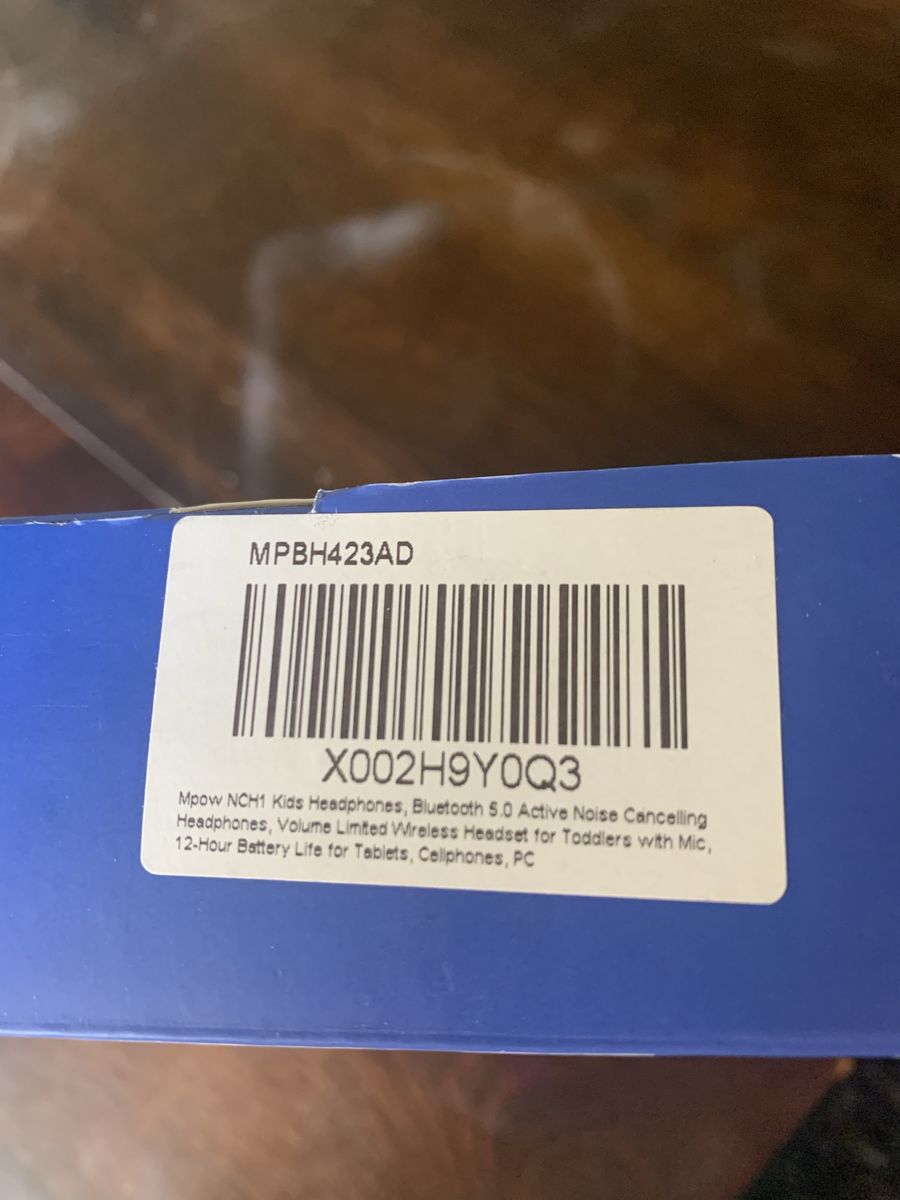 MPBH423AD
X002H9Y0Q3
Mpow NCH1 Kids Headphones, Bluetooth 5.0 Active Noise Cancelling
Headphones, Volume Limited Wireless Headset for Toddlers with Mic,
12-Hour Battery Life for Tablets, Cellphones, PC